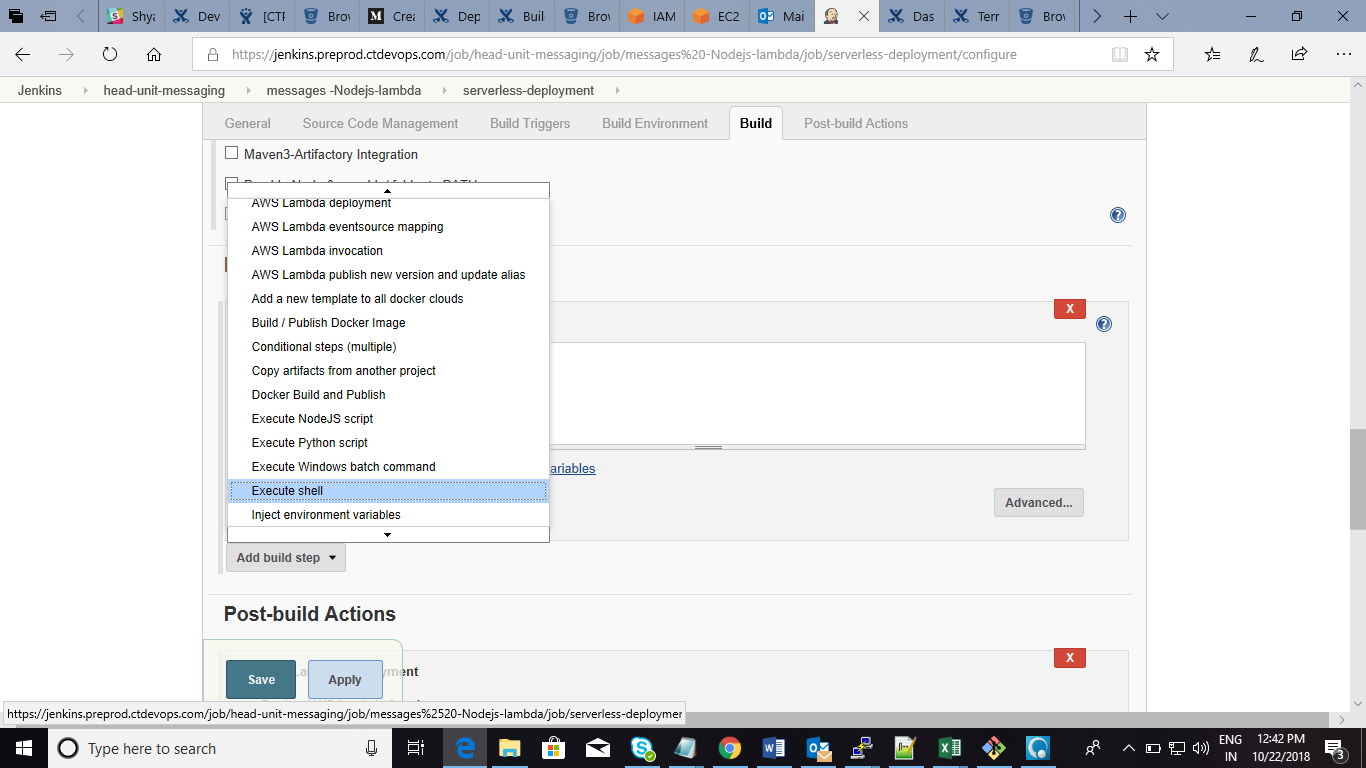 Shya
Dev
[CTF
Brow
Crea
Dep
Buil
Brow
IAM
EC2
Mail
Das
Terr
Brow
https://jenkins.preprod.ctdevops.com/job/head-unit-messaging/job/messages%20-Nodejs-lambda/job/serverless-deployment/configure
Jenkins head-unit-messaging messages -Nodejs-lambda serverless-deployment
General Source Code Management Build Triggers Build Environment Build Post-build Actions
Maven3-Artifactory Integration
AWS Lambda deployment
AWS Lambda eventsource mapping
AWS Lambda invocation
AWS Lambda publish new version and update alias
Add a new template to all docker clouds
X
Build / Publish Docker Image
Conditional steps (multiple)
Copy artifacts from another project
Docker Build and Publish
Execute NodeJS script
Execute Python script
Execute Windows batch command
ariables
Execute shell
Advanced...
Inject environment variables
Add build step
Post-build Actions
X
Save
Apply
ment
https://jenkins.preprod.ctdevops.com/job/head-unit-messaging/job/messages%2520-Nodejs-lambda/job/serverless-deploymen
Type here to search
ENG
IN
12:42 PM
10/22/2018
3